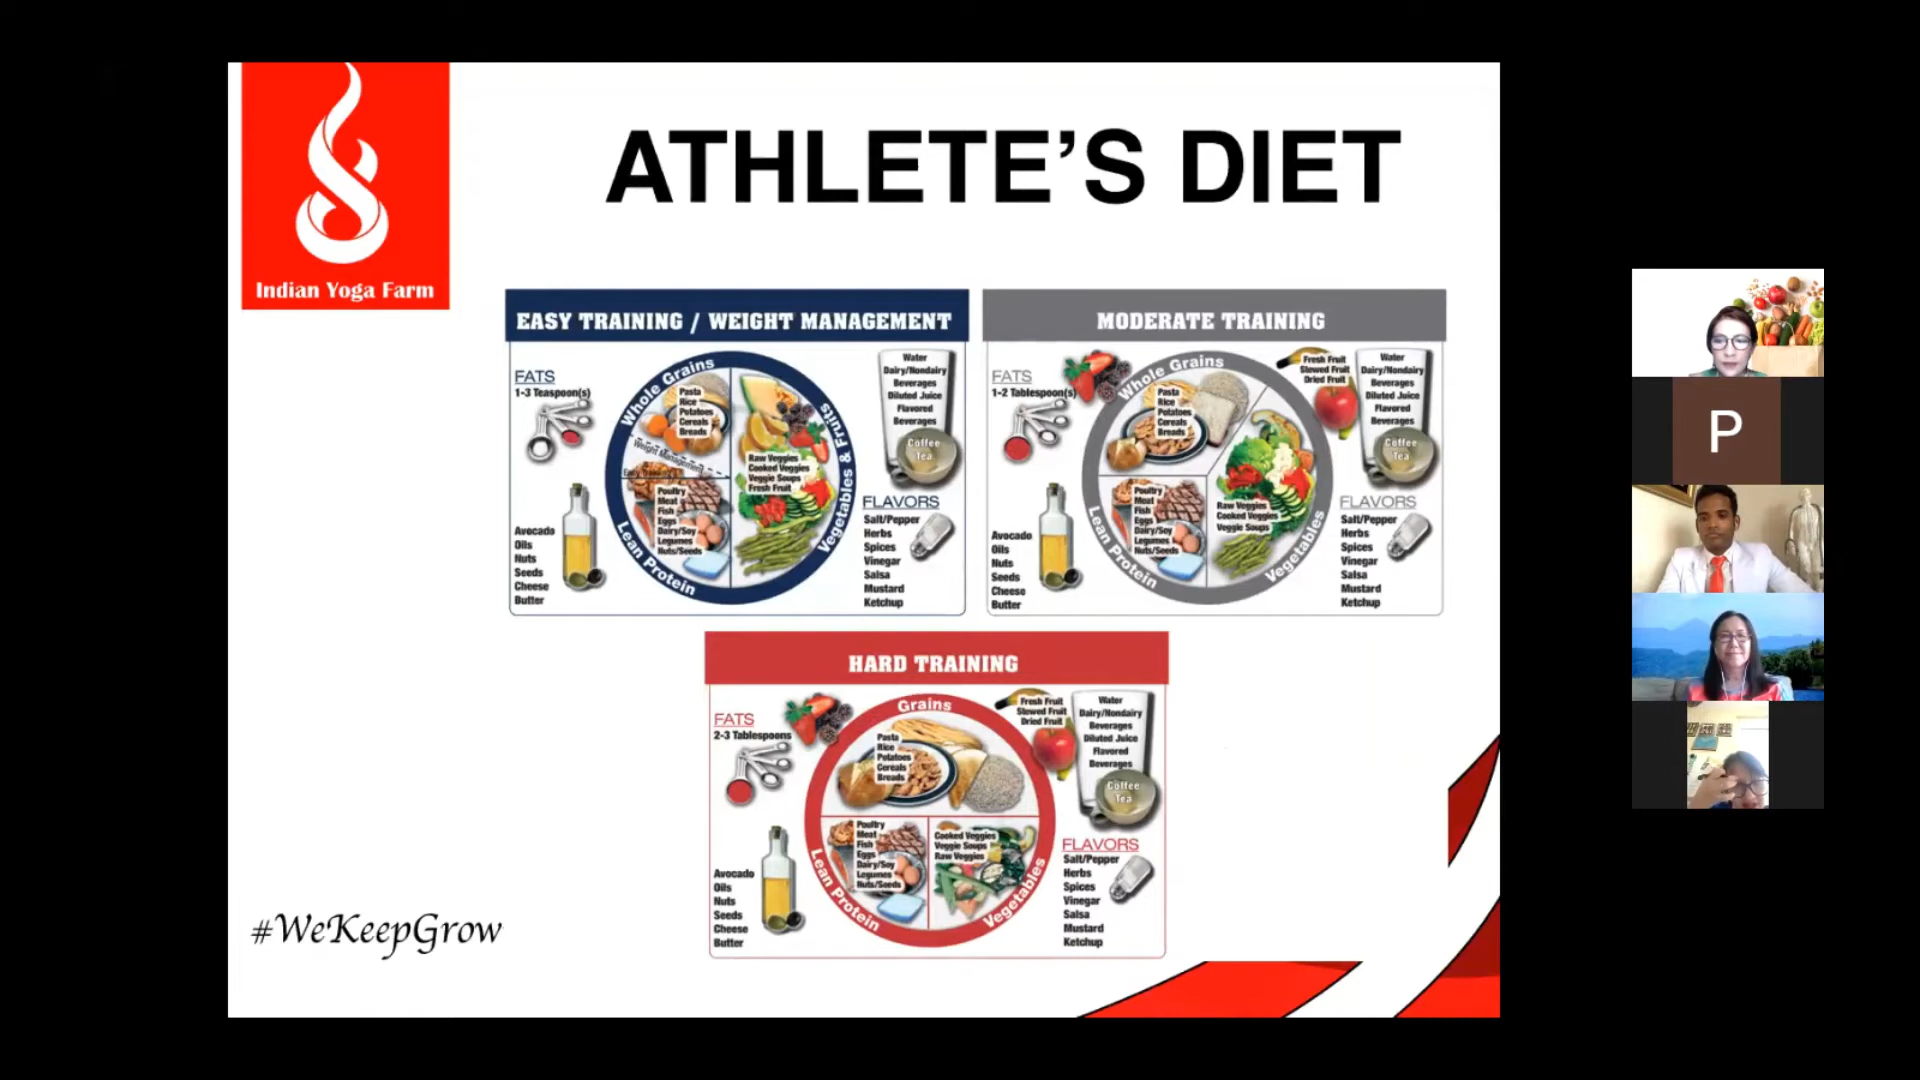 Indian Yoga Farm
ATHLETE'S DIET
EASY TRAINING / WEIGHT MANAGEMENT
FATS
1-3 Teaspoon(s)
Avocado
Oils
Nuts
Seeds
Cheese
Butter
Whole Grains
Pasta
Rice
Potatoes
Cereals
Breads
Weight Management
Easy
Lean Protein
Poultry
Meat
Fish
Eggs
Dairy/Soy
Legumes
Nuts/Seeds
Vegetables & Fruits
Raw Veggies
Cooked Veggies
Veggie Soups
Fresh Fruit
Water
Dairy/Nondairy
Beverages
Diluted Juice
Flavored
Beverages
Coffee
Tea
FLAVORS
Salt/Pepper
Herbs
Spices
Vinegar
Salsa
Mustard
Ketchup
MODERATE TRAINING
FATS
1-2 Tablespoon(s)
Avocado
Oils
Nuts
Seeds
Cheese
Butter
Whole Grains
Pasta
Rice
Potatoes
Cereals
Breads
Lean Protein
Poultry
Meat
Fish
Eggs
Dairy/Soy
Legumes
Nuts/Seeds
Vegetables
Raw Veggies
Cooked Veggies
Veggie Soups
Fresh Fruit
Stewed Fruit
Dried Fruit
Water
Dairy/Nondairy
Beverages
Diluted Juice
Flavored
Beverages
Coffee
Tea
FLAVORS
Salt/Pepper
Herbs
Spices
Vinegar
Salsa
Mustard
Ketchup
HARD TRAINING
FATS
2-3 Tablespoons
Avocado
Oils
Nuts
Seeds
Cheese
Butter
Grains
Pasta
Rice
Potatoes
Cereals
Breads
Lean Protein
Poultry
Meat
Fish
Eggs
Dairy/Soy
Legumes
Nuts/Seeds
Vegetables
Cooked Veggies
Veggie Soups
Raw Veggies
Fresh Fruit
Stewed Fruit
Dried Fruit
Water
Dairy/Nondairy
Beverages
Diluted Juice
Flavored
Beverages
Coffee
Tea
FLAVORS
Salt/Pepper
Herbs
Spices
Vinegar
Salsa
Mustard
Ketchup
#WeKeepGrow
P